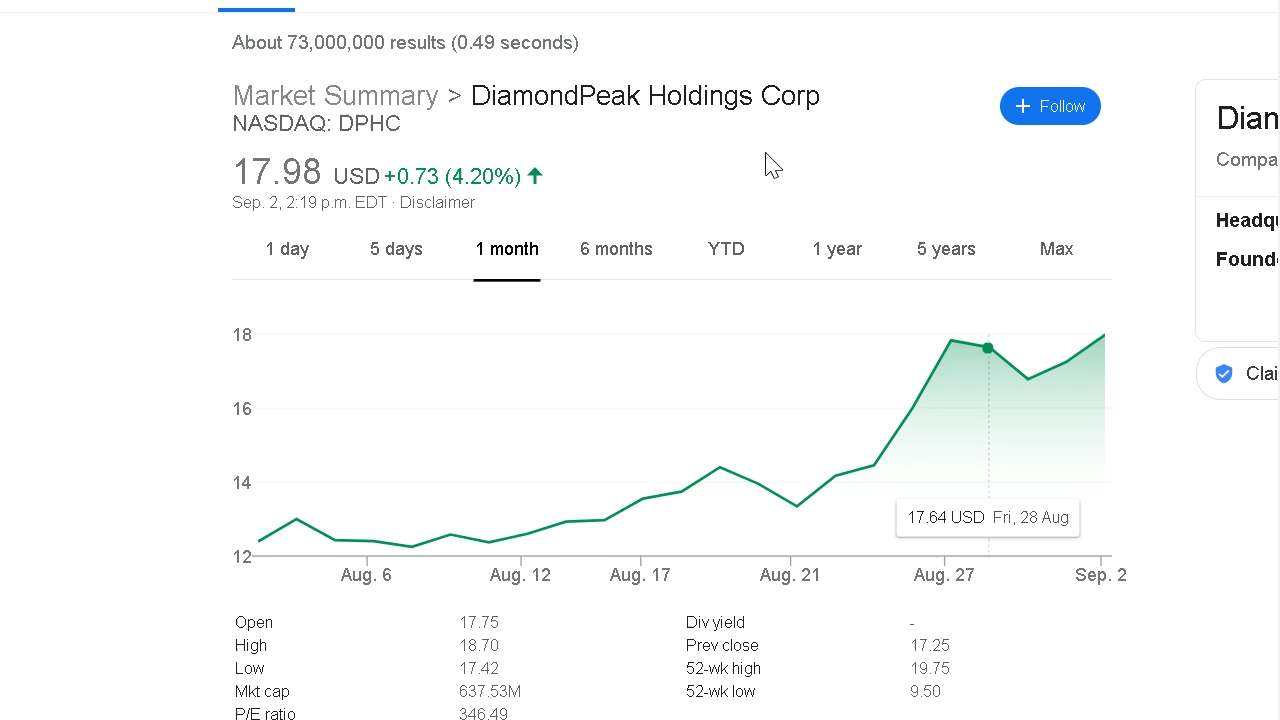 About 73,000,000 results (0.49 seconds)
Market Summary > DiamondPeak Holdings Corp
NASDAQ: DPHC
+ Follow
17.98 USD +0.73 (4.20%)
Sep. 2, 2:19 p.m. EDT · Disclaimer
1 day 5 days 1 month 6 months YTD 1 year 5 years Max
18
16
14
12
17.64 USD Fri, 28 Aug
Aug. 6 Aug. 12 Aug. 17 Aug. 21 Aug. 27 Sep. 2
Open 17.75 Div yield -
High 18.70 Prev close 17.25
Low 17.42 52-wk high 19.75
Mkt cap 637.53M 52-wk low 9.50
P/E ratio 346.49
Dian
Compa
Headqu
Found
Clai